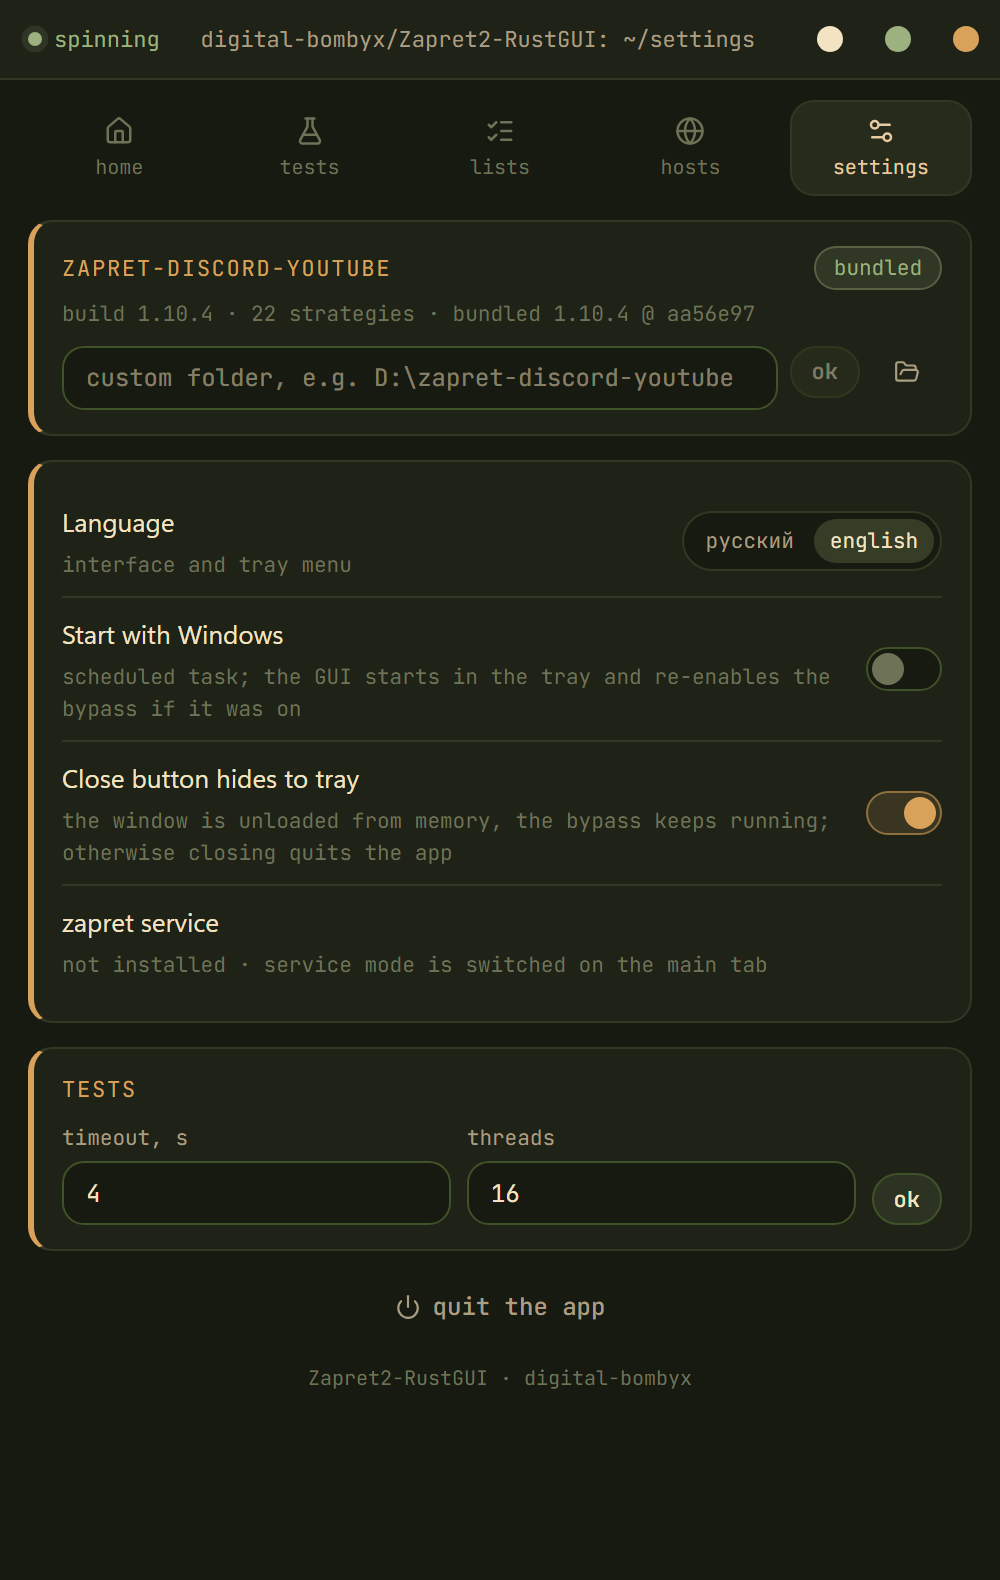 spinning digital-bombyx/Zapret2-RustGUI: ~/settings
home tests lists hosts settings
ZAPRET-DISCORD-YOUTUBE bundled
build 1.10.4 · 22 strategies · bundled 1.10.4 @ aa56e97
custom folder, e.g. D:\zapret-discord-youtube ok
Language
русский english
interface and tray menu
Start with Windows
scheduled task; the GUI starts in the tray and re-enables the
bypass if it was on
Close button hides to tray
the window is unloaded from memory, the bypass keeps running;
otherwise closing quits the app
zapret service
not installed · service mode is switched on the main tab
TESTS
timeout, s threads
4 16 ok
quit the app
Zapret2-RustGUI · digital-bombyx